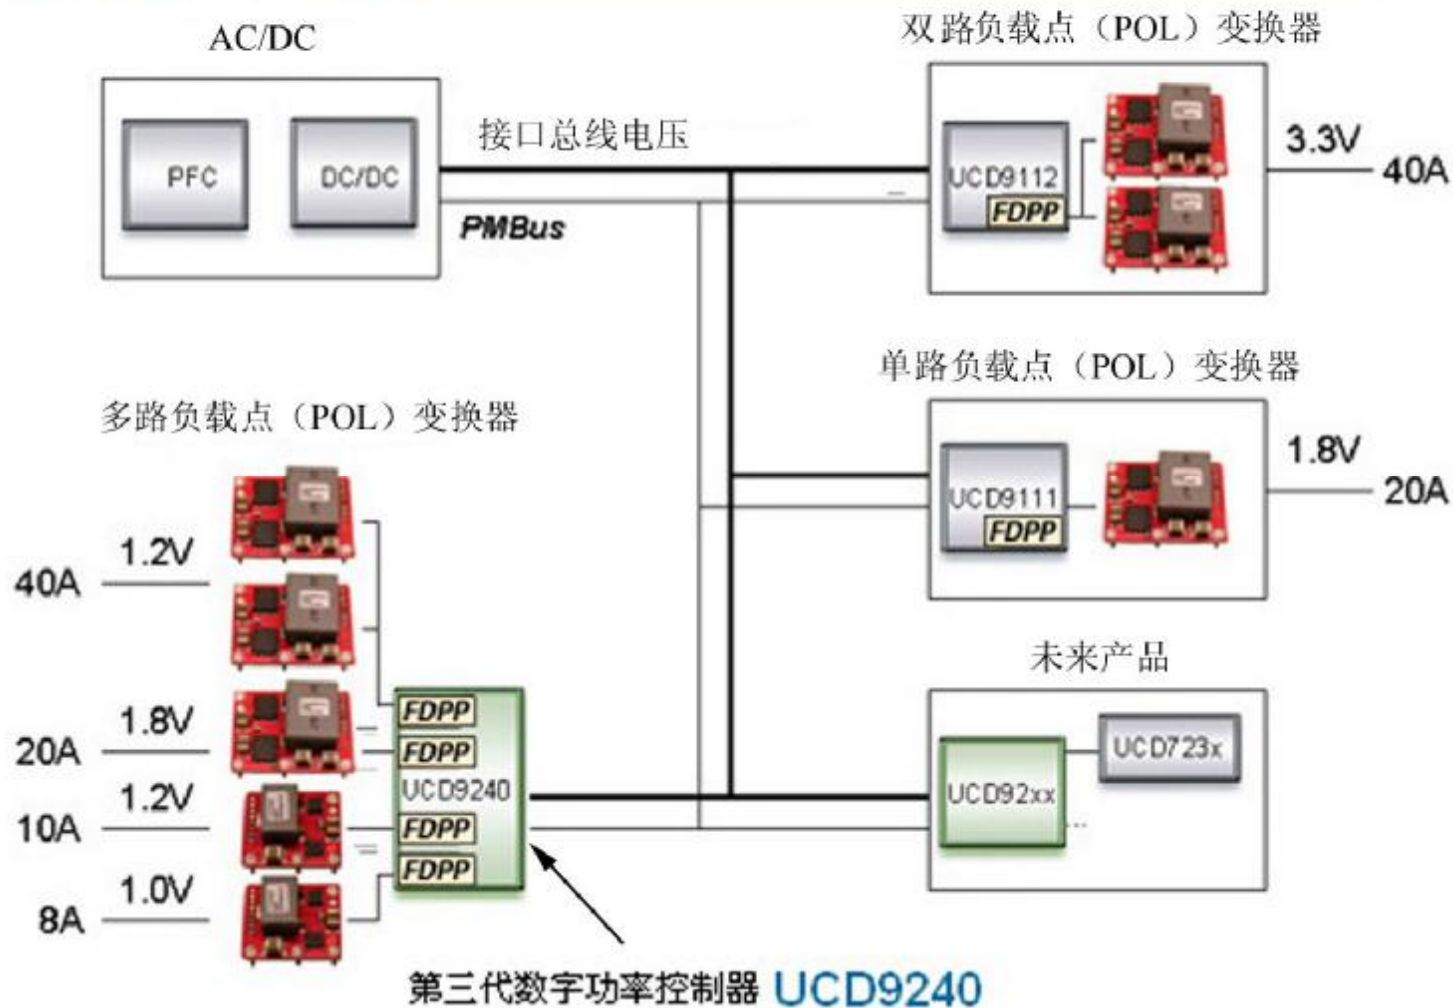 AC/DC
PFC
DC/DC
接口总线电压
PMBus
双路负载点（POL）变换器
UCD9112
FDPP
3.3V
40A
单路负载点（POL）变换器
UCD9111
FDPP
1.8V
20A
多路负载点（POL）变换器
1.2V
40A
1.8V
20A
1.2V
10A
1.0V
8A
FDPP
FDPP
UCD9240
FDPP
FDPP
未来产品
UCD92xx
UCD723x
...
第三代数字功率控制器 UCD9240